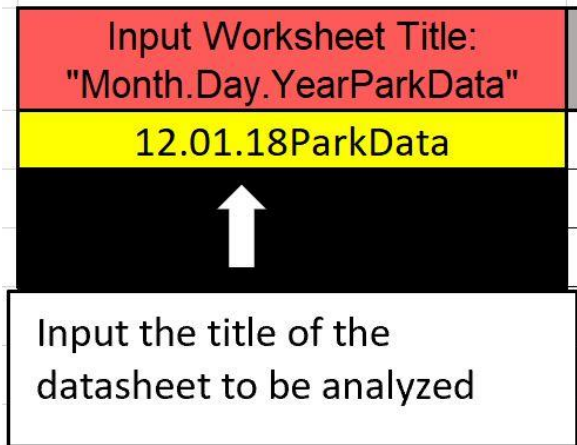 Input Worksheet Title:
"Month.Day.YearParkData"
12.01.18ParkData
Input the title of the
datasheet to be analyzed